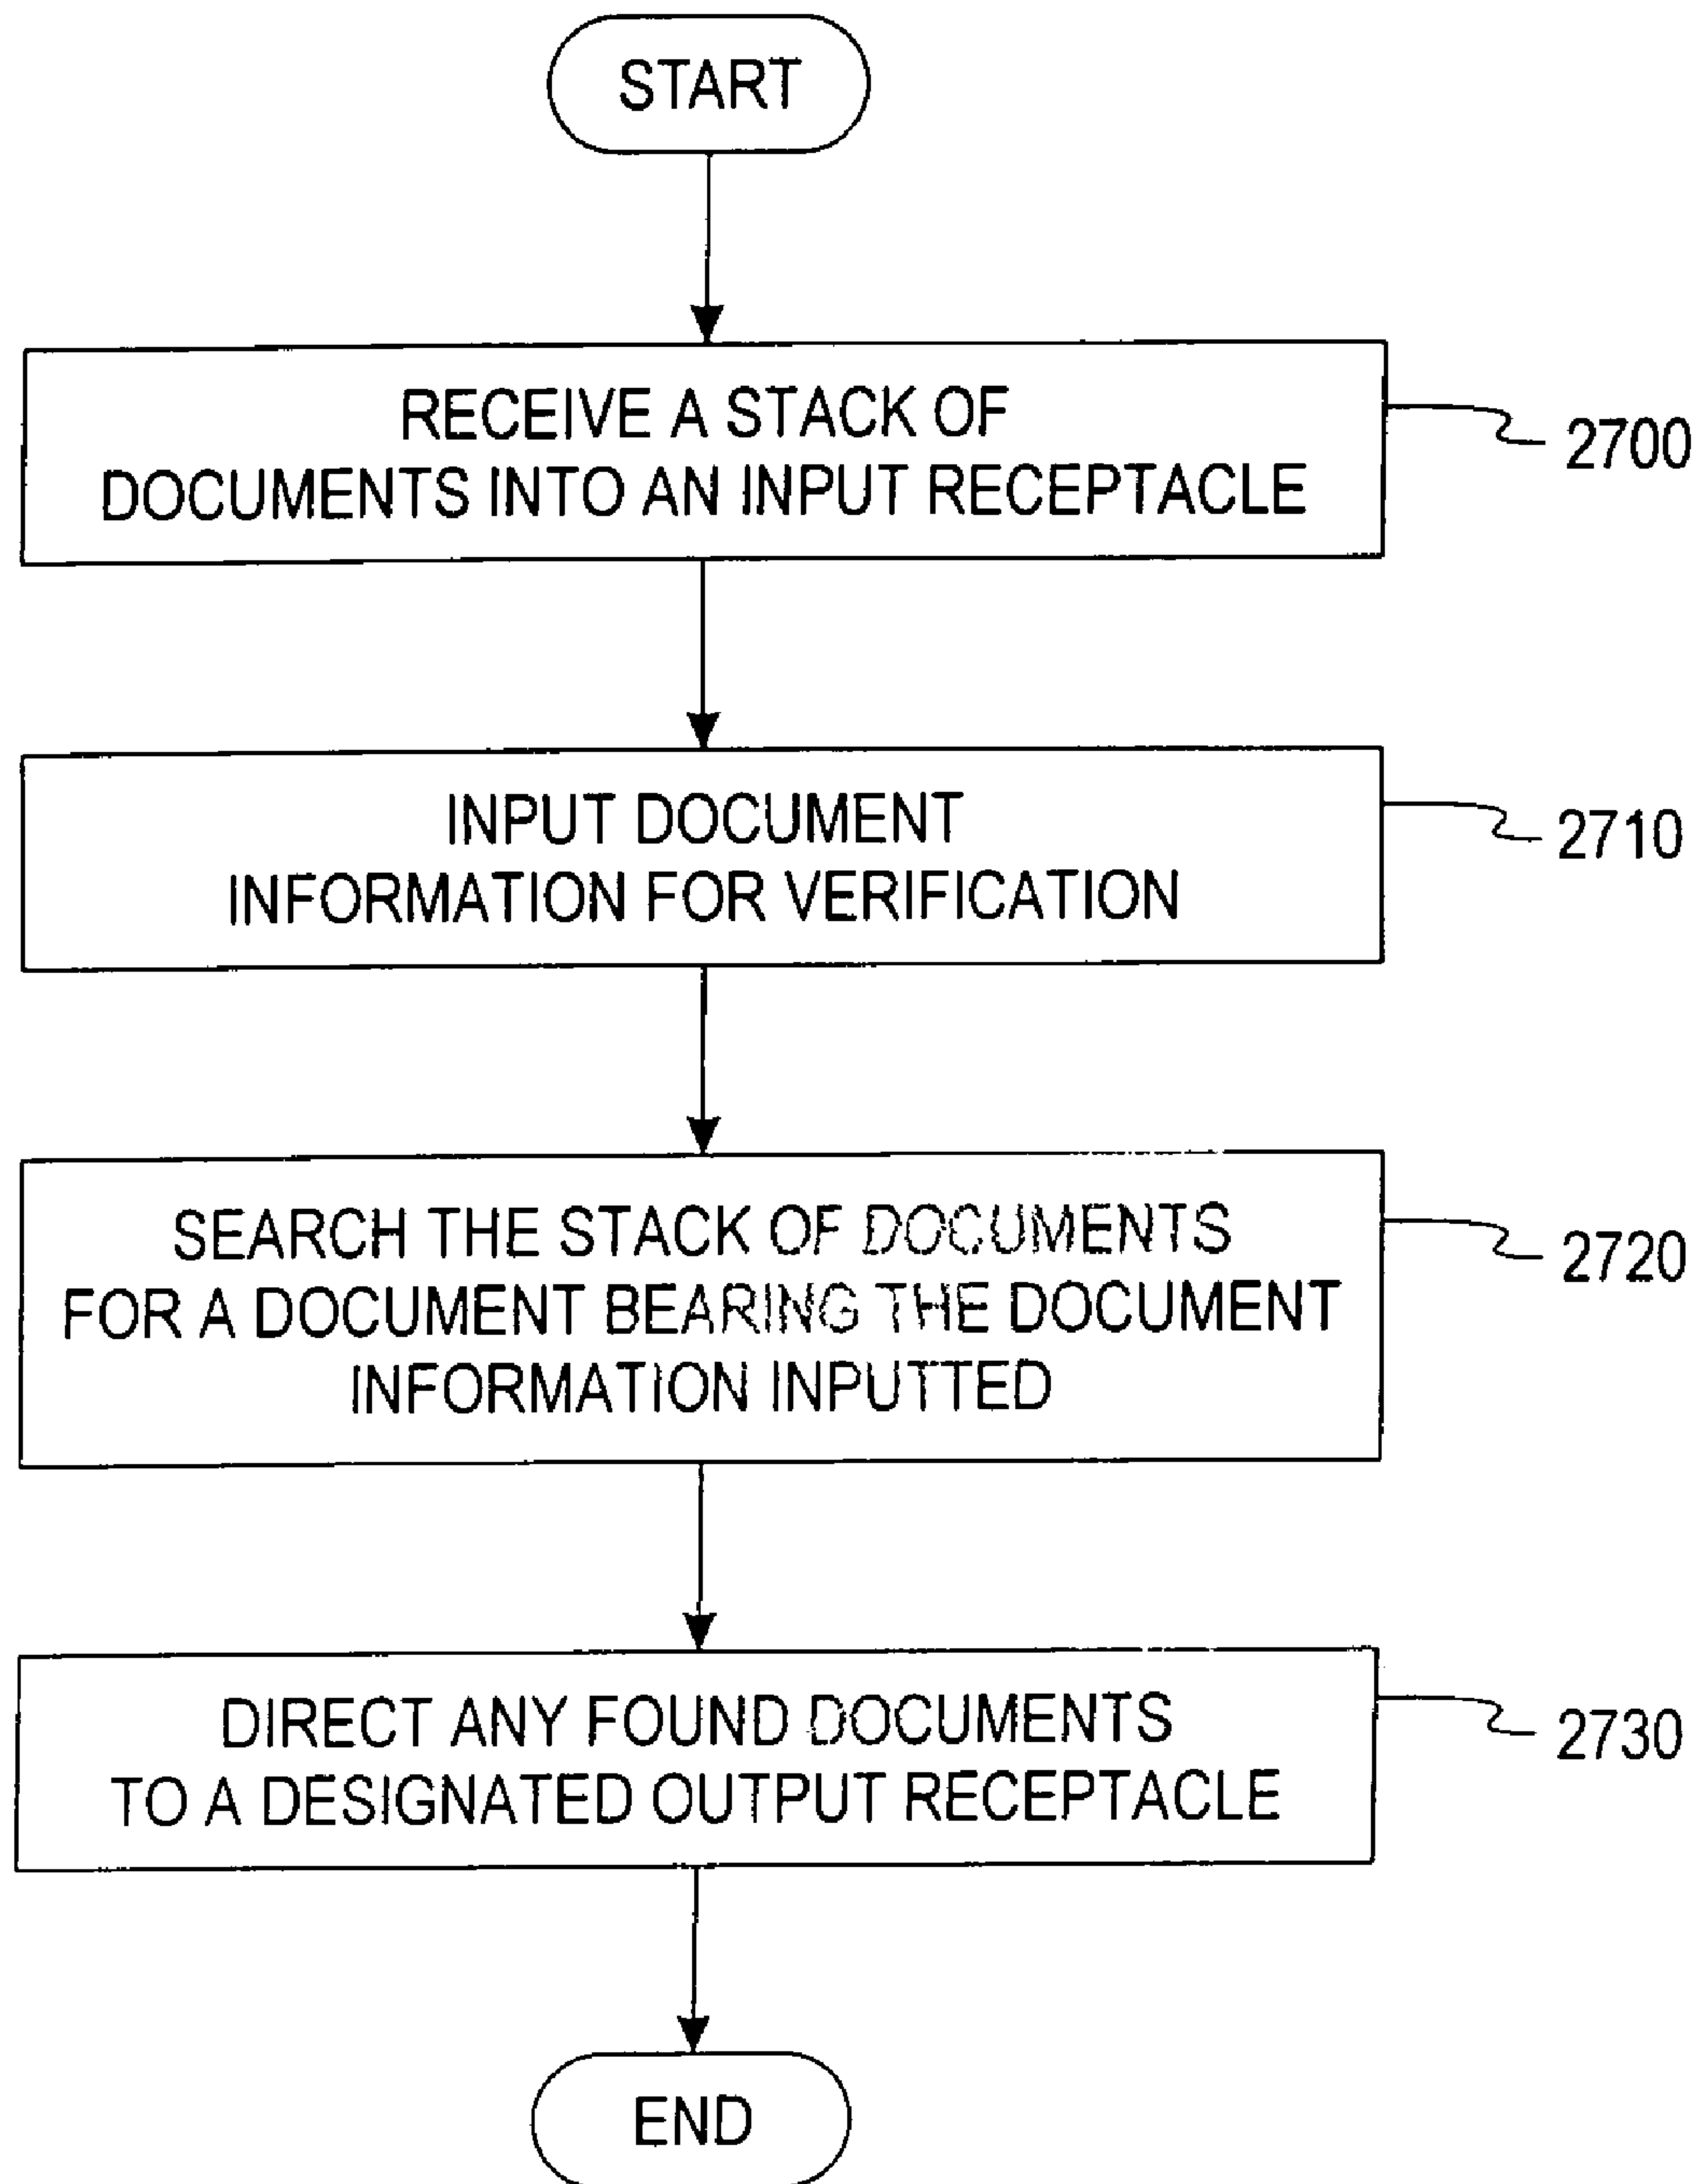 START
RECEIVE A STACK OF
DOCUMENTS INTO AN INPUT RECEPTACLE
2700
INPUT DOCUMENT
INFORMATION FOR VERIFICATION
2710
SEARCH THE STACK OF DOCUMENTS
FOR A DOCUMENT BEARING THE DOCUMENT
INFORMATION INPUTTED
2720
DIRECT ANY FOUND DOCUMENTS
TO A DESIGNATED OUTPUT RECEPTACLE
2730
END